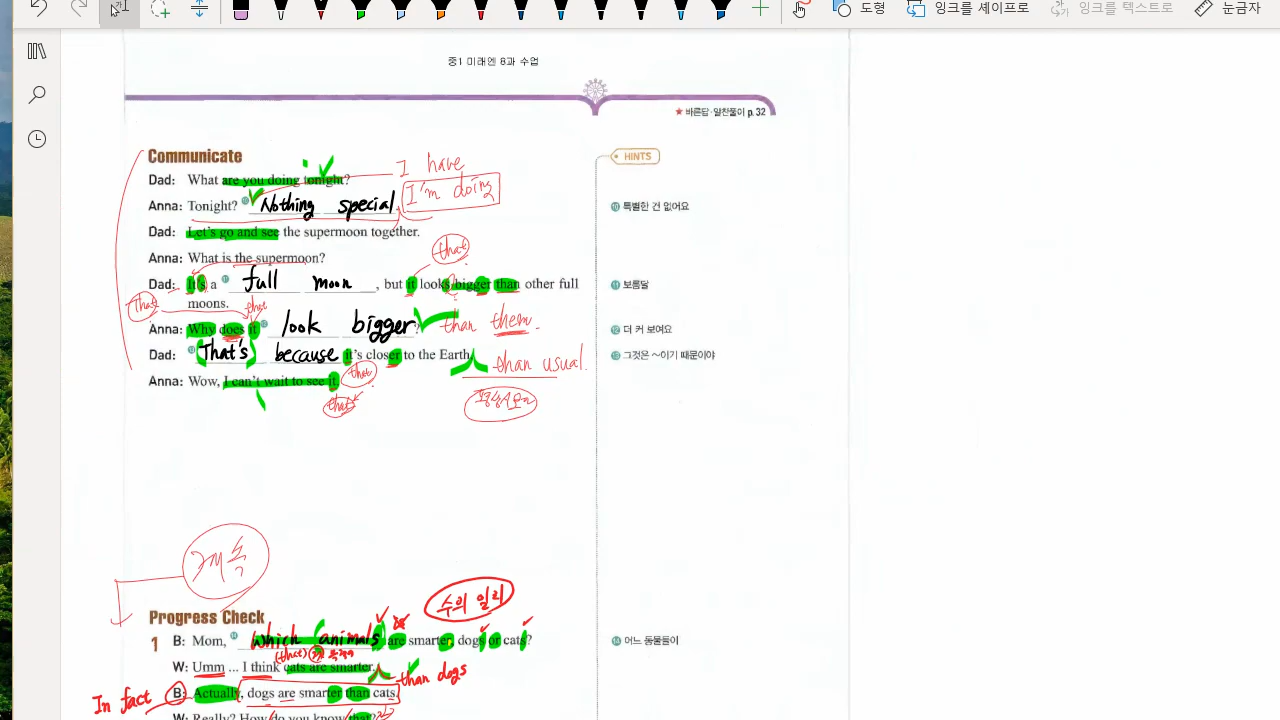 도형 잉크를 셰이프로 잉크를 텍스트로 눈금자
중1 미래엔 8과 수업
★ 바른답·알찬풀이 p. 32
Communicate
HINTS
I have
Dad: What are you doing tonight?
I'm doing
Anna: Tonight? Nothing special.
특별한 건 없어요
Dad: Let's go and see the supermoon together.
that
Anna: What is the supermoon?
Dad: It's a full moon, but it looks bigger than other full
moons.
보름달
That
that
Anna: Why does it look bigger? than them.
더 커 보여요
Dad: That's because it's closer to the Earth. than usual.
그것은 ~이기 때문이야
Anna: Wow, I can't wait to see it.
that
that
평상시보다
계속
수의 일치
Progress Check
1 B: Mom, which animals are smarter, dogs or cats?
어느 동물들이
(that)
W: Umm ... I think cats are smarter.
than dogs
In fact
B: Actually, dogs are smarter than cats.
W: Really? How do you know that?